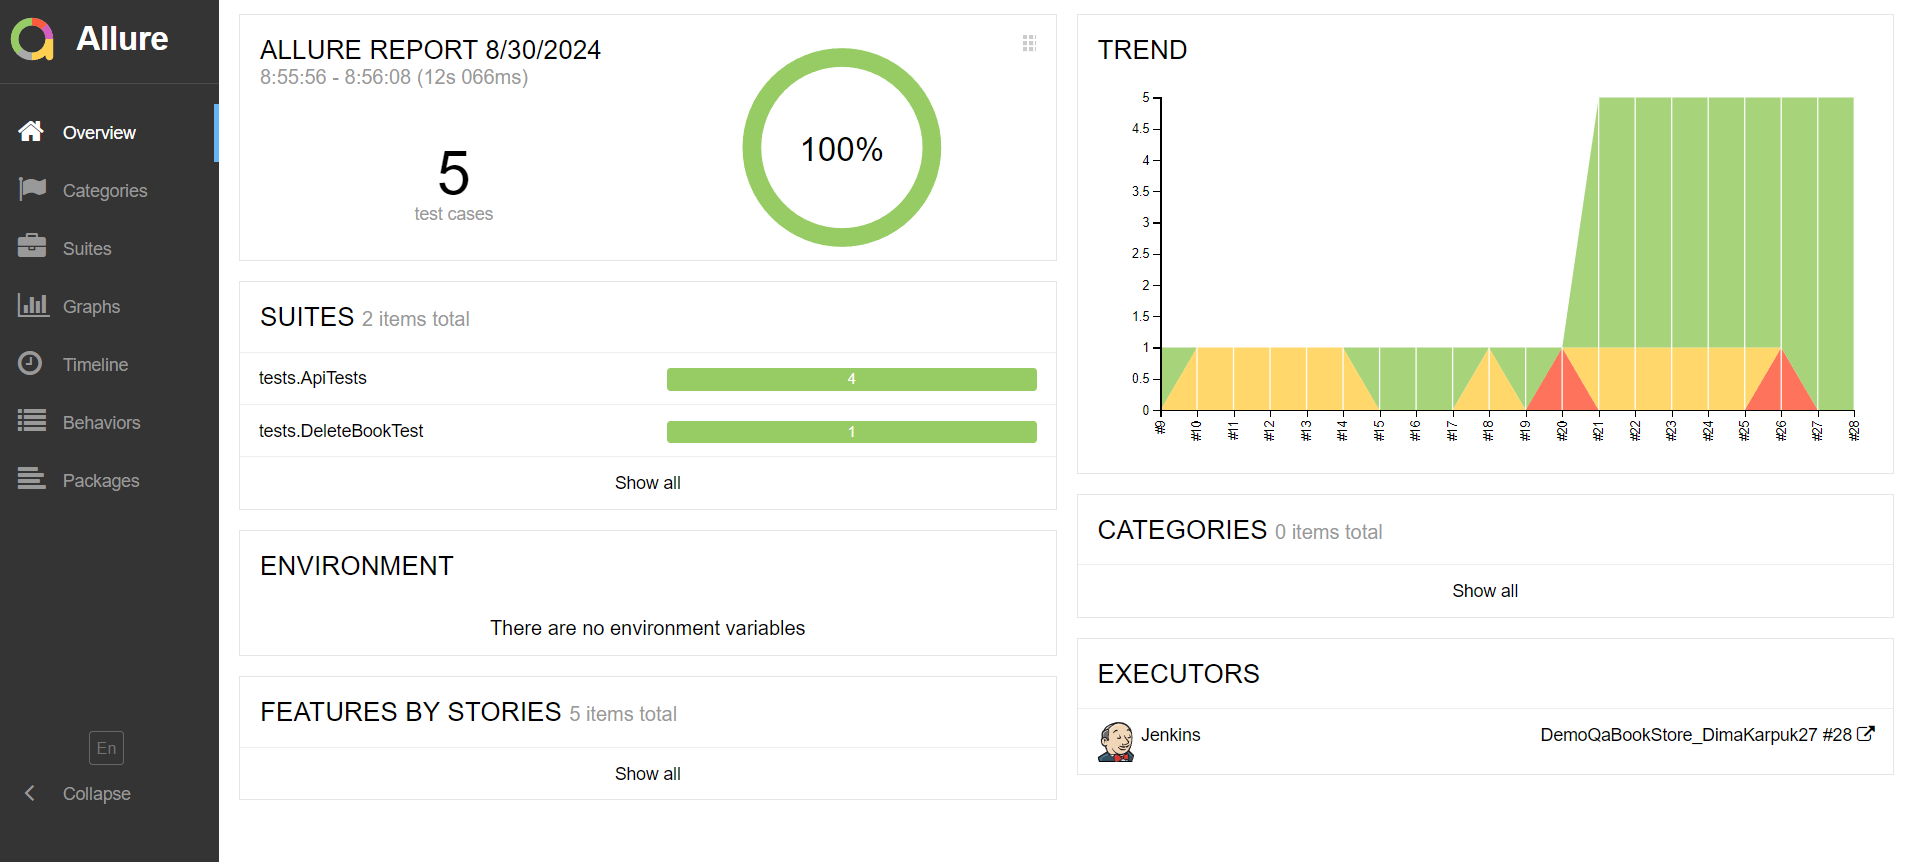 Allure
Overview
Categories
Suites
Graphs
Timeline
Behaviors
Packages
En
Collapse
ALLURE REPORT 8/30/2024
8:55:56 - 8:56:08 (12s 066ms)
5
test cases
100%
SUITES 2 items total
tests.ApiTests 4
tests.DeleteBookTest 1
Show all
ENVIRONMENT
There are no environment variables
FEATURES BY STORIES 5 items total
Show all
TREND
5
4.5
4
3.5
3
2.5
2
1.5
1
0.5
0
#9 #10 #11 #12 #13 #14 #15 #16 #17 #18 #19 #20 #21 #22 #23 #24 #25 #26 #27 #28
CATEGORIES 0 items total
Show all
EXECUTORS
Jenkins DemoQaBookStore_DimaKarpuk27 #28